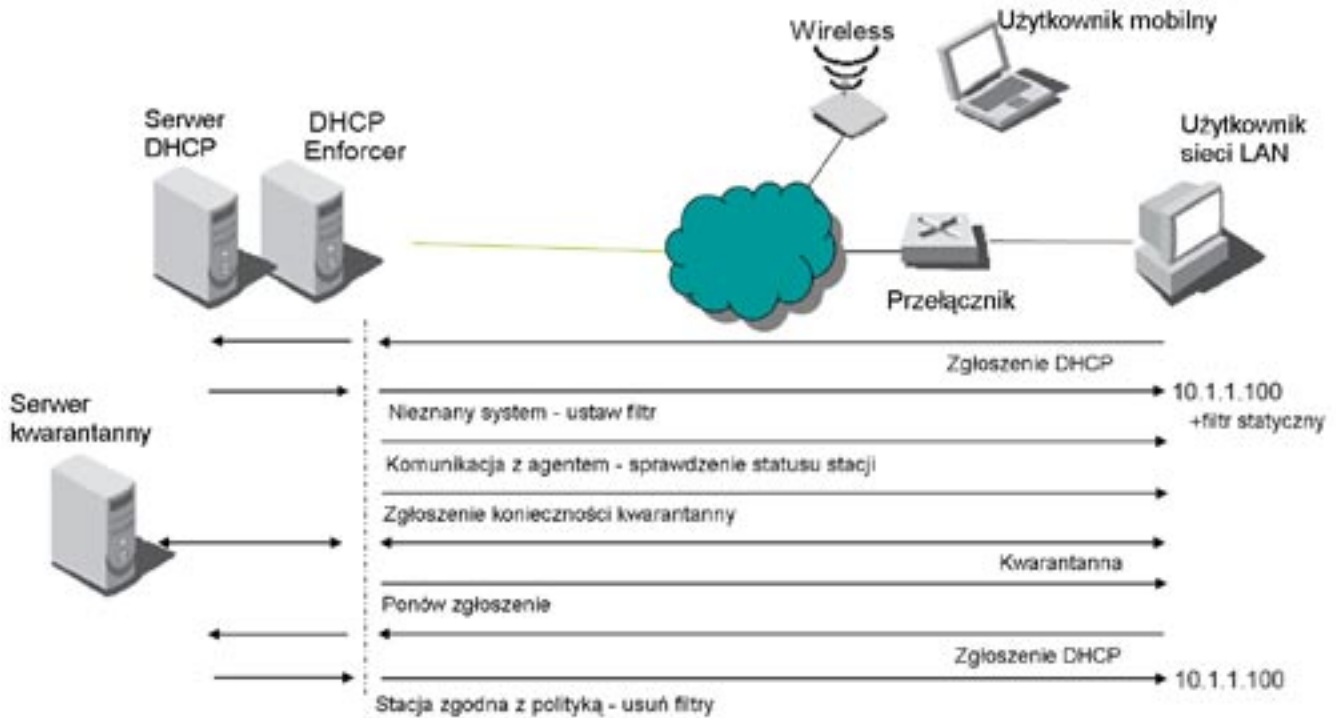 Wireless
Użytkownik mobilny
Serwer
DHCP
DHCP
Enforcer
Użytkownik
sieci LAN
Przełącznik
Zgłoszenie DHCP
10.1.1.100
+filtr statyczny
Nieznany system - ustaw filtr
Serwer
kwarantanny
Komunikacja z agentem - sprawdzenie statusu stacji
Zgłoszenie konieczności kwarantanny
Kwarantanna
Ponów zgłoszenie
Zgłoszenie DHCP
10.1.1.100
Stacja zgodna z polityką - usuń filtry